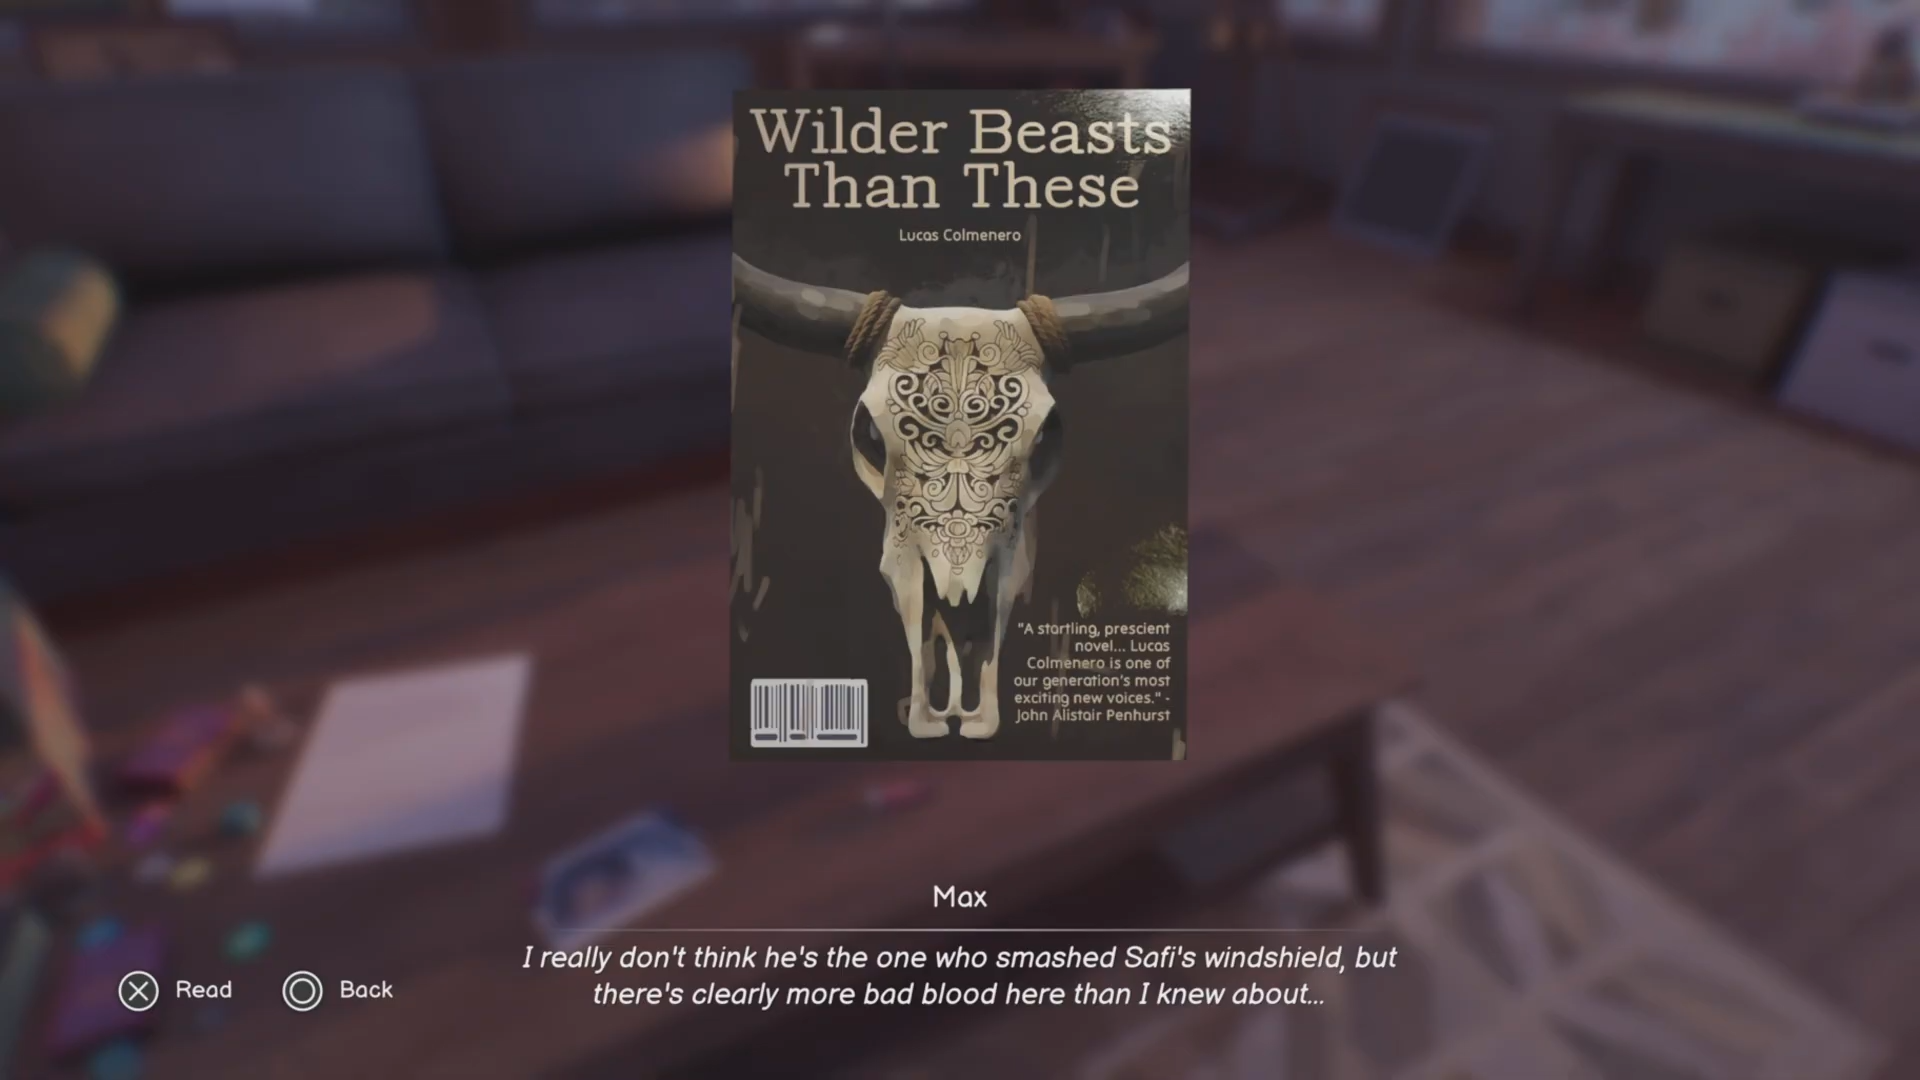 Wilder Beasts
Than These
Lucas Colmenero
"A startling, prescient
novel... Lucas
Colmenero is one of
our generation's most
exciting new voices." -
John Alistair Penhurst
Max
I really don't think he's the one who smashed Safi's windshield, but
there's clearly more bad blood here than I knew about...
Read
Back